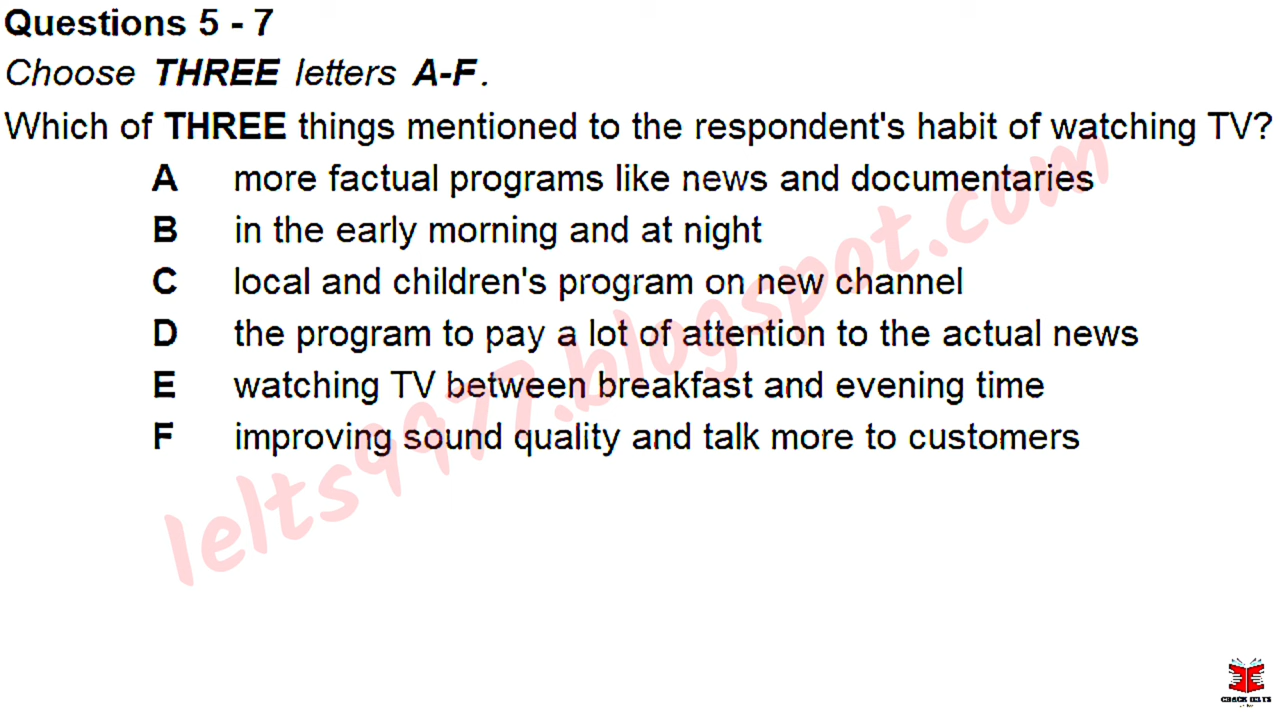 Questions 5 - 7
Choose THREE letters A-F.
Which of THREE things mentioned to the respondent's habit of watching TV?
A more factual programs like news and documentaries
B in the early morning and at night
C local and children's program on new channel
D the program to pay a lot of attention to the actual news
E watching TV between breakfast and evening time
F improving sound quality and talk more to customers
Ielts9977.blogspot.com
CRACK IELTS